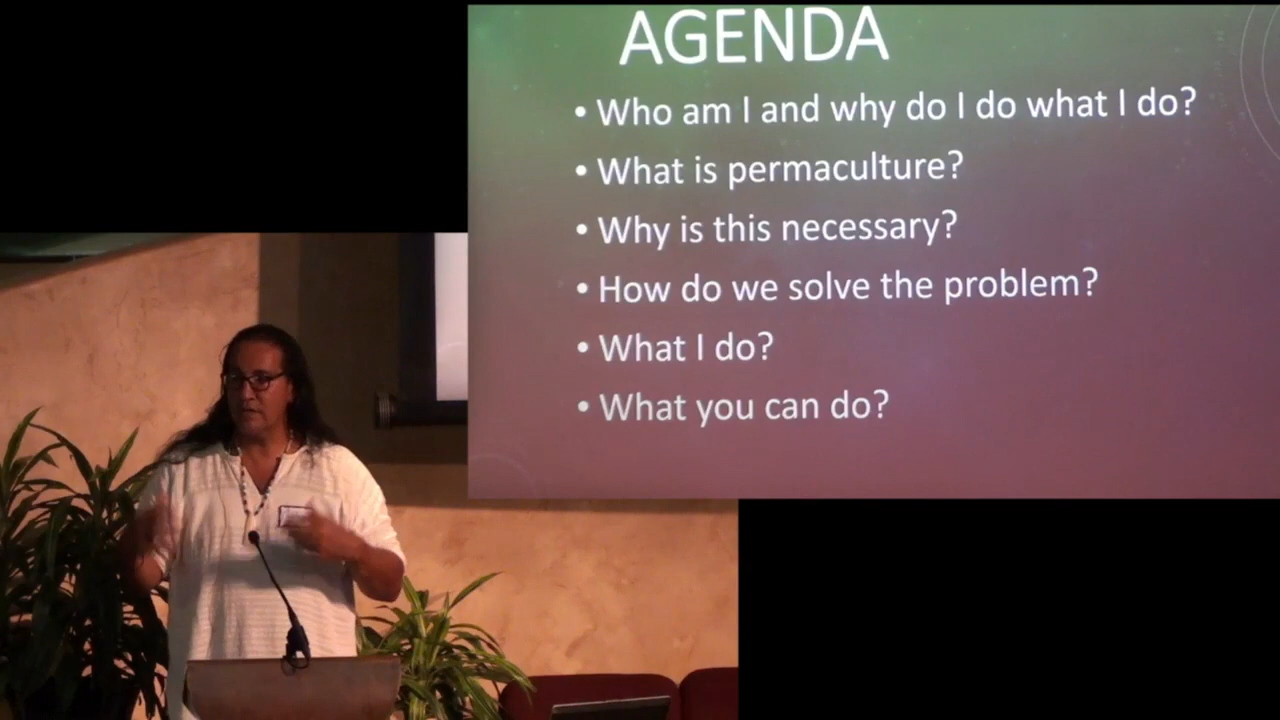 AGENDA
• Who am I and why do I do what I do?
• What is permaculture?
• Why is this necessary?
• How do we solve the problem?
• What I do?
• What you can do?